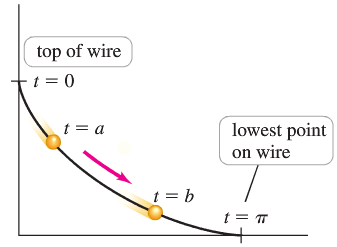 top of wire
t = 0
t = a
lowest point
on wire
t = b
t = π